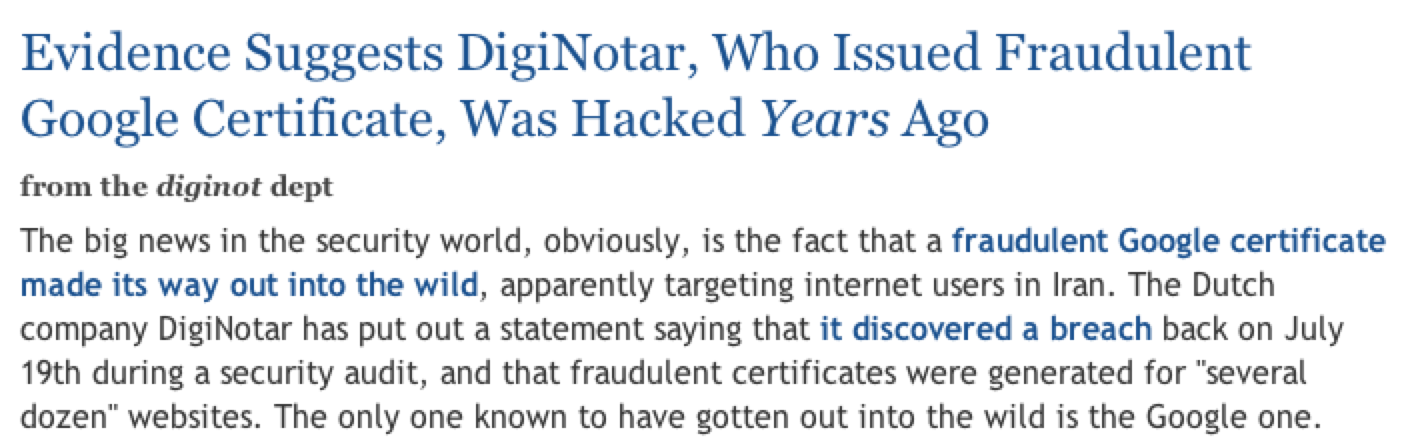 Evidence Suggests DigiNotar, Who Issued Fraudulent
Google Certificate, Was Hacked Years Ago
from the diginot dept
The big news in the security world, obviously, is the fact that a fraudulent Google certificate
made its way out into the wild, apparently targeting internet users in Iran. The Dutch
company DigiNotar has put out a statement saying that it discovered a breach back on July
19th during a security audit, and that fraudulent certificates were generated for "several
dozen" websites. The only one known to have gotten out into the wild is the Google one.